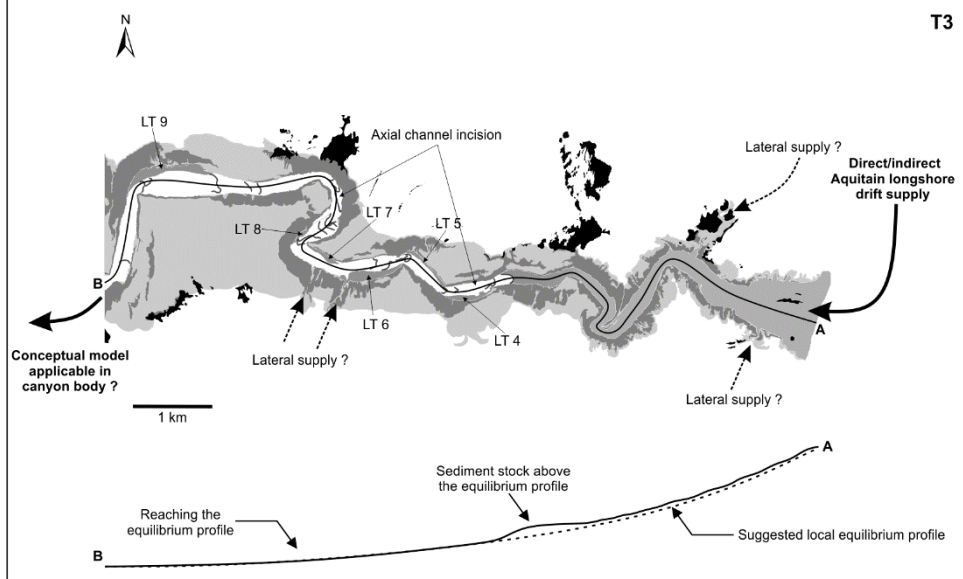 N
T3
LT 9
Axial channel incision
Lateral supply ?
Direct/indirect
Aquitain longshore
drift supply
LT 7
LT 8
LT 5
B
A
LT 6
LT 4
Lateral supply ?
Conceptual model
applicable in
canyon body ?
Lateral supply ?
1 km
A
Sediment stock above
the equilibrium profile
Reaching the
equilibrium profile
Suggested local equilibrium profile
B